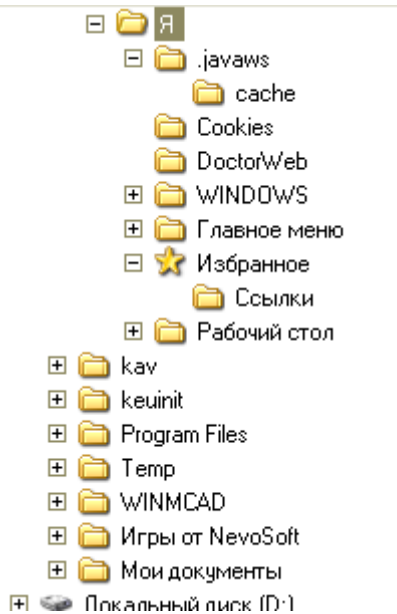 Я
.javaws
cache
Cookies
DoctorWeb
WINDOWS
Главное меню
Избранное
Ссылки
Рабочий стол
kav
keuinit
Program Files
Temp
WINMCAD
Игры от NevoSoft
Мои документы
Локальный диск (D:)